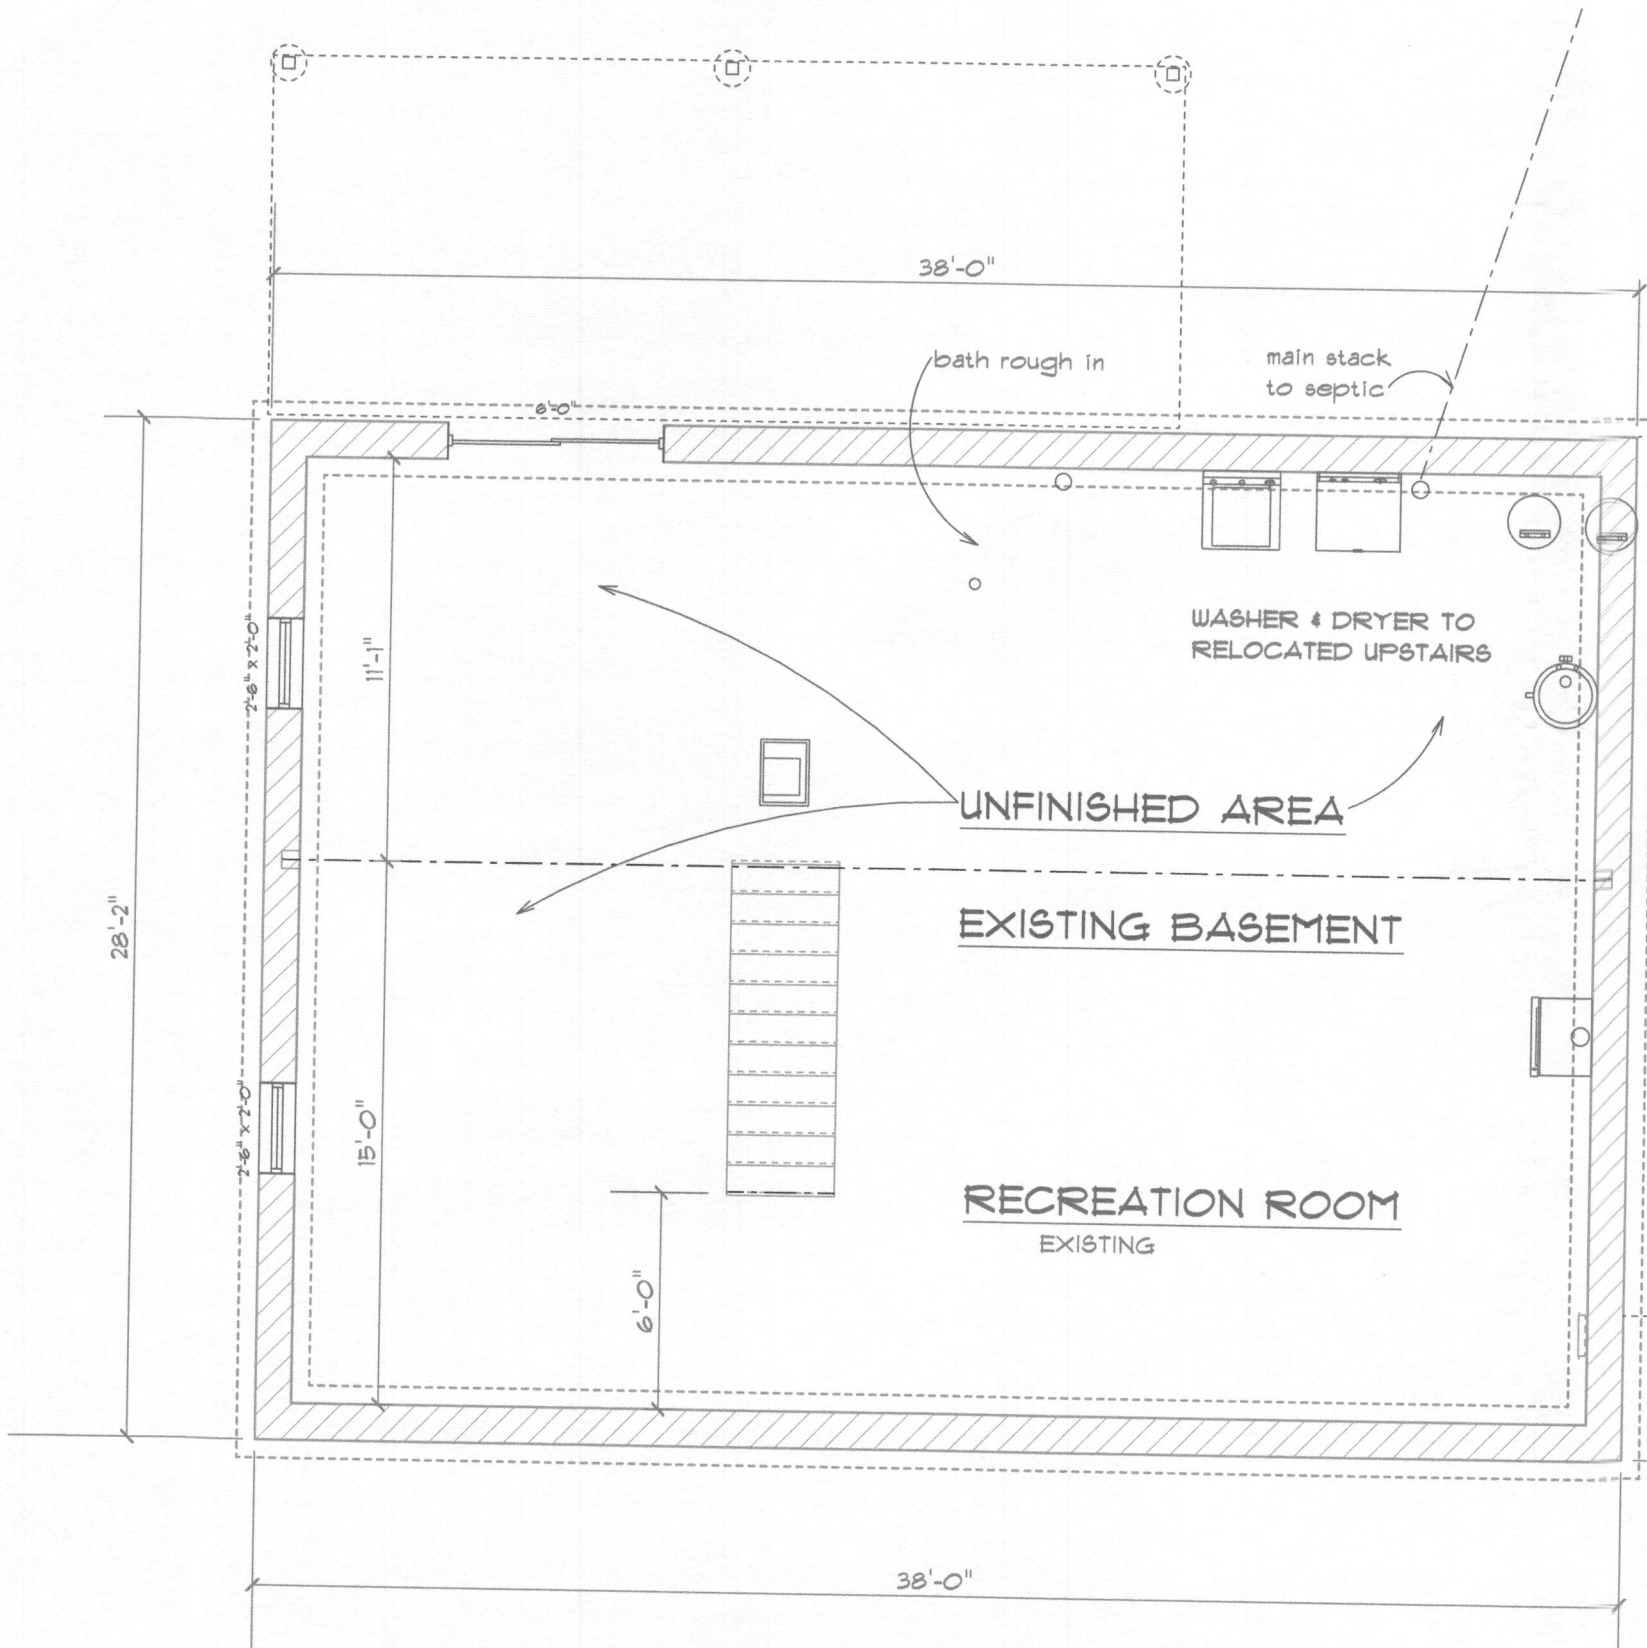 38'-0"
bath rough in
main stack
to septic
6'-0"
2'-6" x 2'-0"
11'-1"
WASHER & DRYER TO
RELOCATED UPSTAIRS
UNFINISHED AREA
28'-2"
EXISTING BASEMENT
2'-6" x 2'-0"
15'-0"
RECREATION ROOM
EXISTING
6'-0"
38'-0"